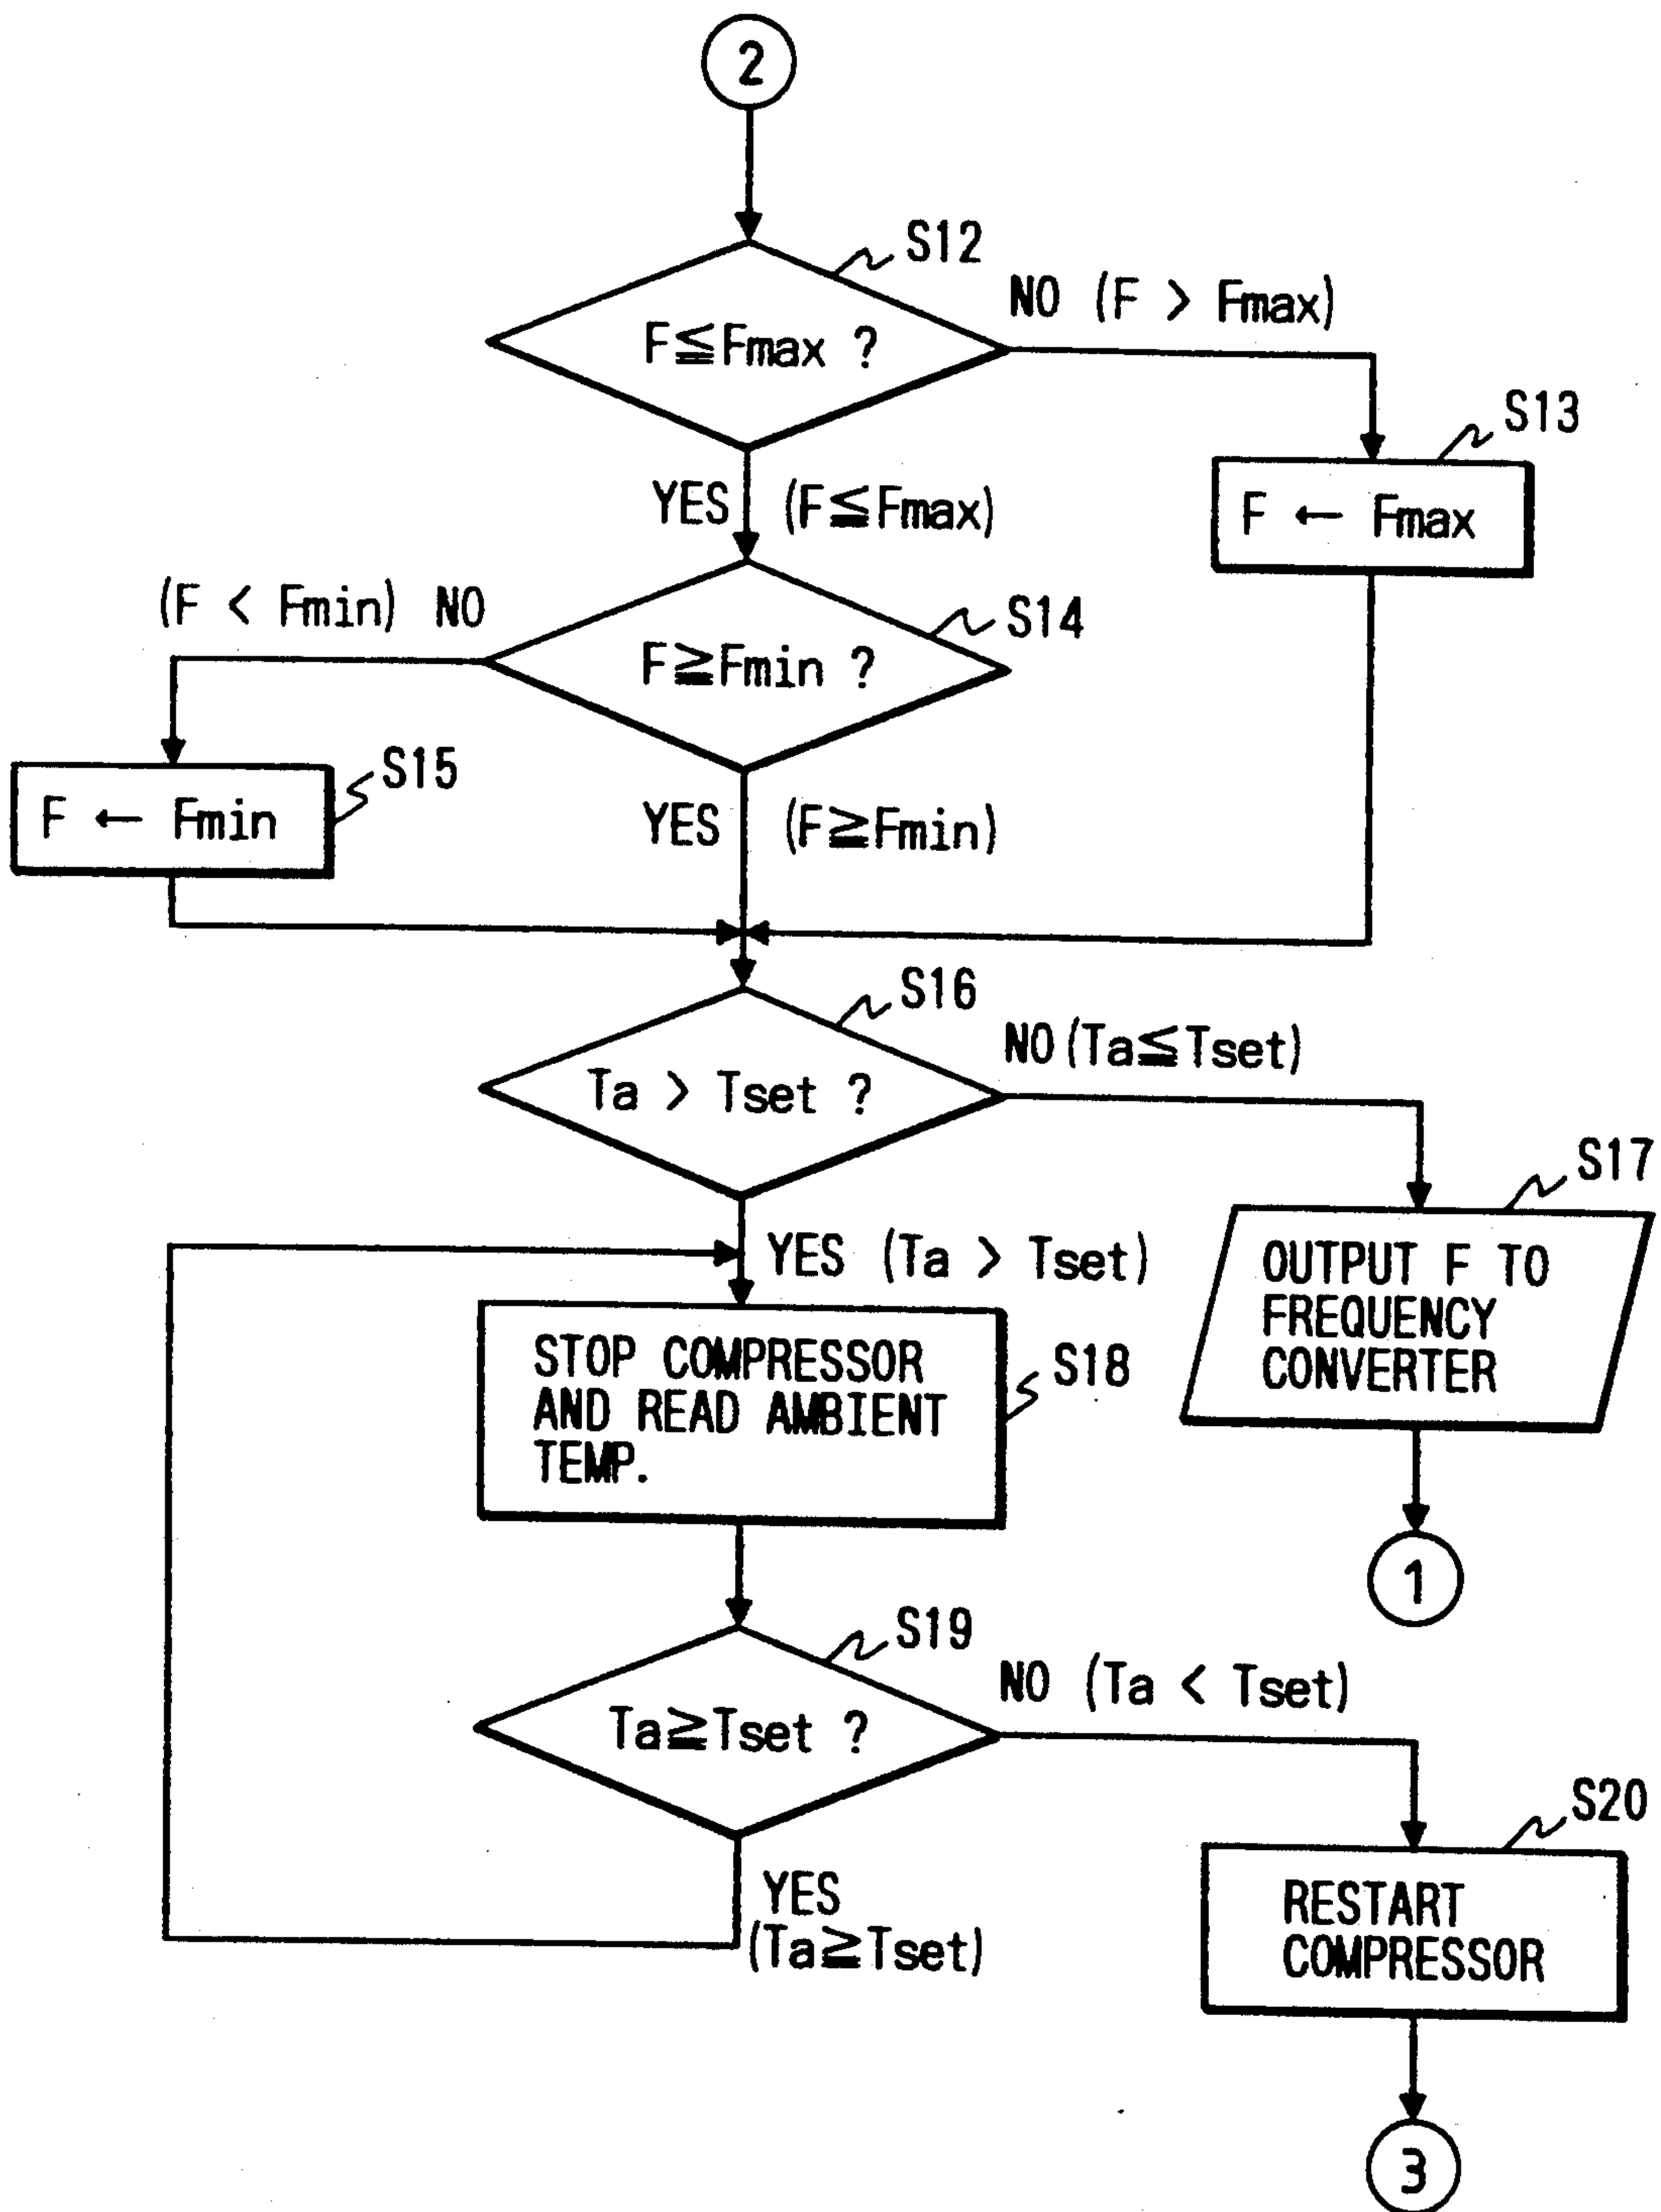 2
S12
F≦Fmax ?
NO (F > Fmax)
S13
F ← Fmax
YES (F≦Fmax)
(F < Fmin) NO
S14
F≧Fmin ?
S15
F ← Fmin
YES (F≧Fmin)
S16
Ta > Tset ?
NO (Ta≦Tset)
S17
OUTPUT F TO
FREQUENCY
CONVERTER
1
YES (Ta > Tset)
STOP COMPRESSOR
AND READ AMBIENT
TEMP.
S18
S19
Ta≧Tset ?
NO (Ta < Tset)
S20
RESTART
COMPRESSOR
3
YES
(Ta≧Tset)